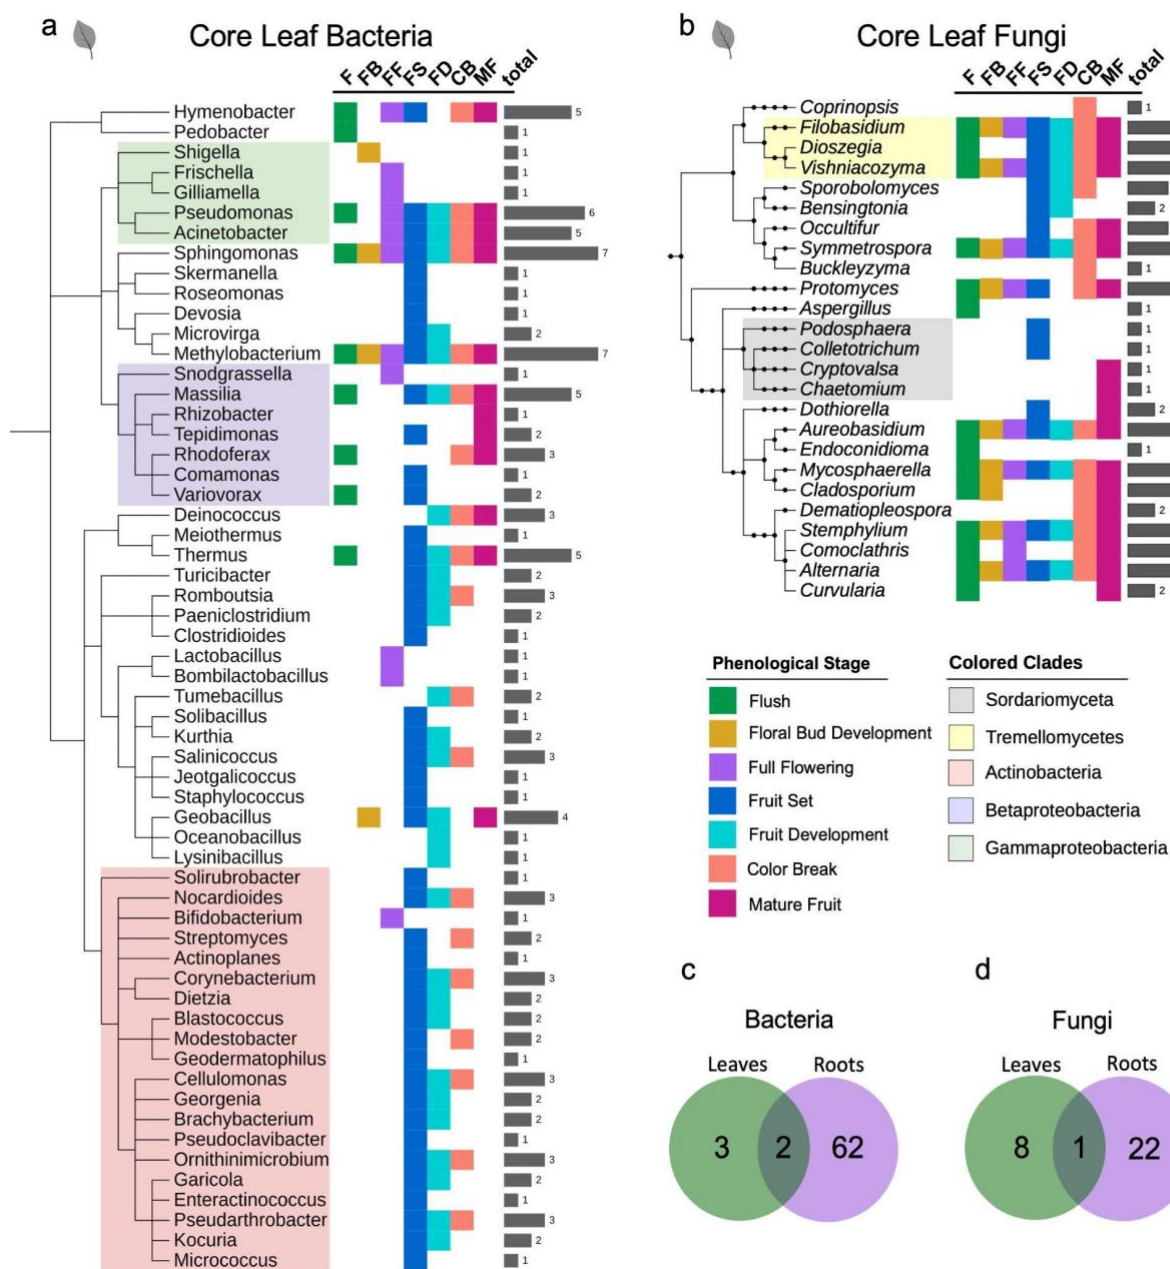 a
Core Leaf Bacteria
F FB FF FS FD CB MF total
Hymenobacter 5
Pedobacter 1
Shigella 1
Frischella 1
Gilliamella 1
Pseudomonas 6
Acinetobacter 5
Sphingomonas 7
Skermanella 1
Roseomonas 1
Devosia 1
Microvirga 2
Methylobacterium 7
Snodgrassella 1
Massilia 5
Rhizobacter 1
Tepidimonas 2
Rhodoferax 3
Comamonas 1
Variovorax 2
Deinococcus 3
Meiothermus 1
Thermus 5
Turicibacter 2
Romboutsia 3
Paeniclostridium 2
Clostridioides 1
Lactobacillus 1
Bombilactobacillus 1
Tumebacillus 2
Solibacillus 1
Kurthia 2
Salinicoccus 3
Jeotgalicoccus 1
Staphylococcus 1
Geobacillus 4
Oceanobacillus 1
Lysinibacillus 1
Solirubrobacter 1
Nocardioides 3
Bifidobacterium 1
Streptomyces 2
Actinoplanes 1
Corynebacterium 3
Dietzia 2
Blastococcus 2
Modestobacter 2
Geodermatophilus 1
Cellulomonas 3
Georgenia 2
Brachybacterium 2
Pseudoclavibacter 1
Ornithinimicrobium 3
Garicola 2
Enteractinococcus 1
Pseudarthrobacter 3
Kocuria 2
Micrococcus 1
b
Core Leaf Fungi
F FB FF FS FD CB MF total
Coprinopsis 1
Filobasidium
Dioszegia
Vishniacozyma
Sporobolomyces
Bensingtonia 2
Occultifur
Symmetrospora
Buckleyzyma 1
Protomyces
Aspergillus 1
Podosphaera 1
Colletotrichum 1
Cryptovalsa 1
Chaetomium 1
Dothiorella 2
Aureobasidium
Endoconidioma 1
Mycosphaerella
Cladosporium
Dematiopleospora 2
Stemphylium
Comoclathris
Alternaria
Curvularia 2
Phenological Stage
Flush
Floral Bud Development
Full Flowering
Fruit Set
Fruit Development
Color Break
Mature Fruit
Colored Clades
Sordariomyceta
Tremellomycetes
Actinobacteria
Betaproteobacteria
Gammaproteobacteria
c
Bacteria
Leaves Roots
3 2 62
d
Fungi
Leaves Roots
8 1 22